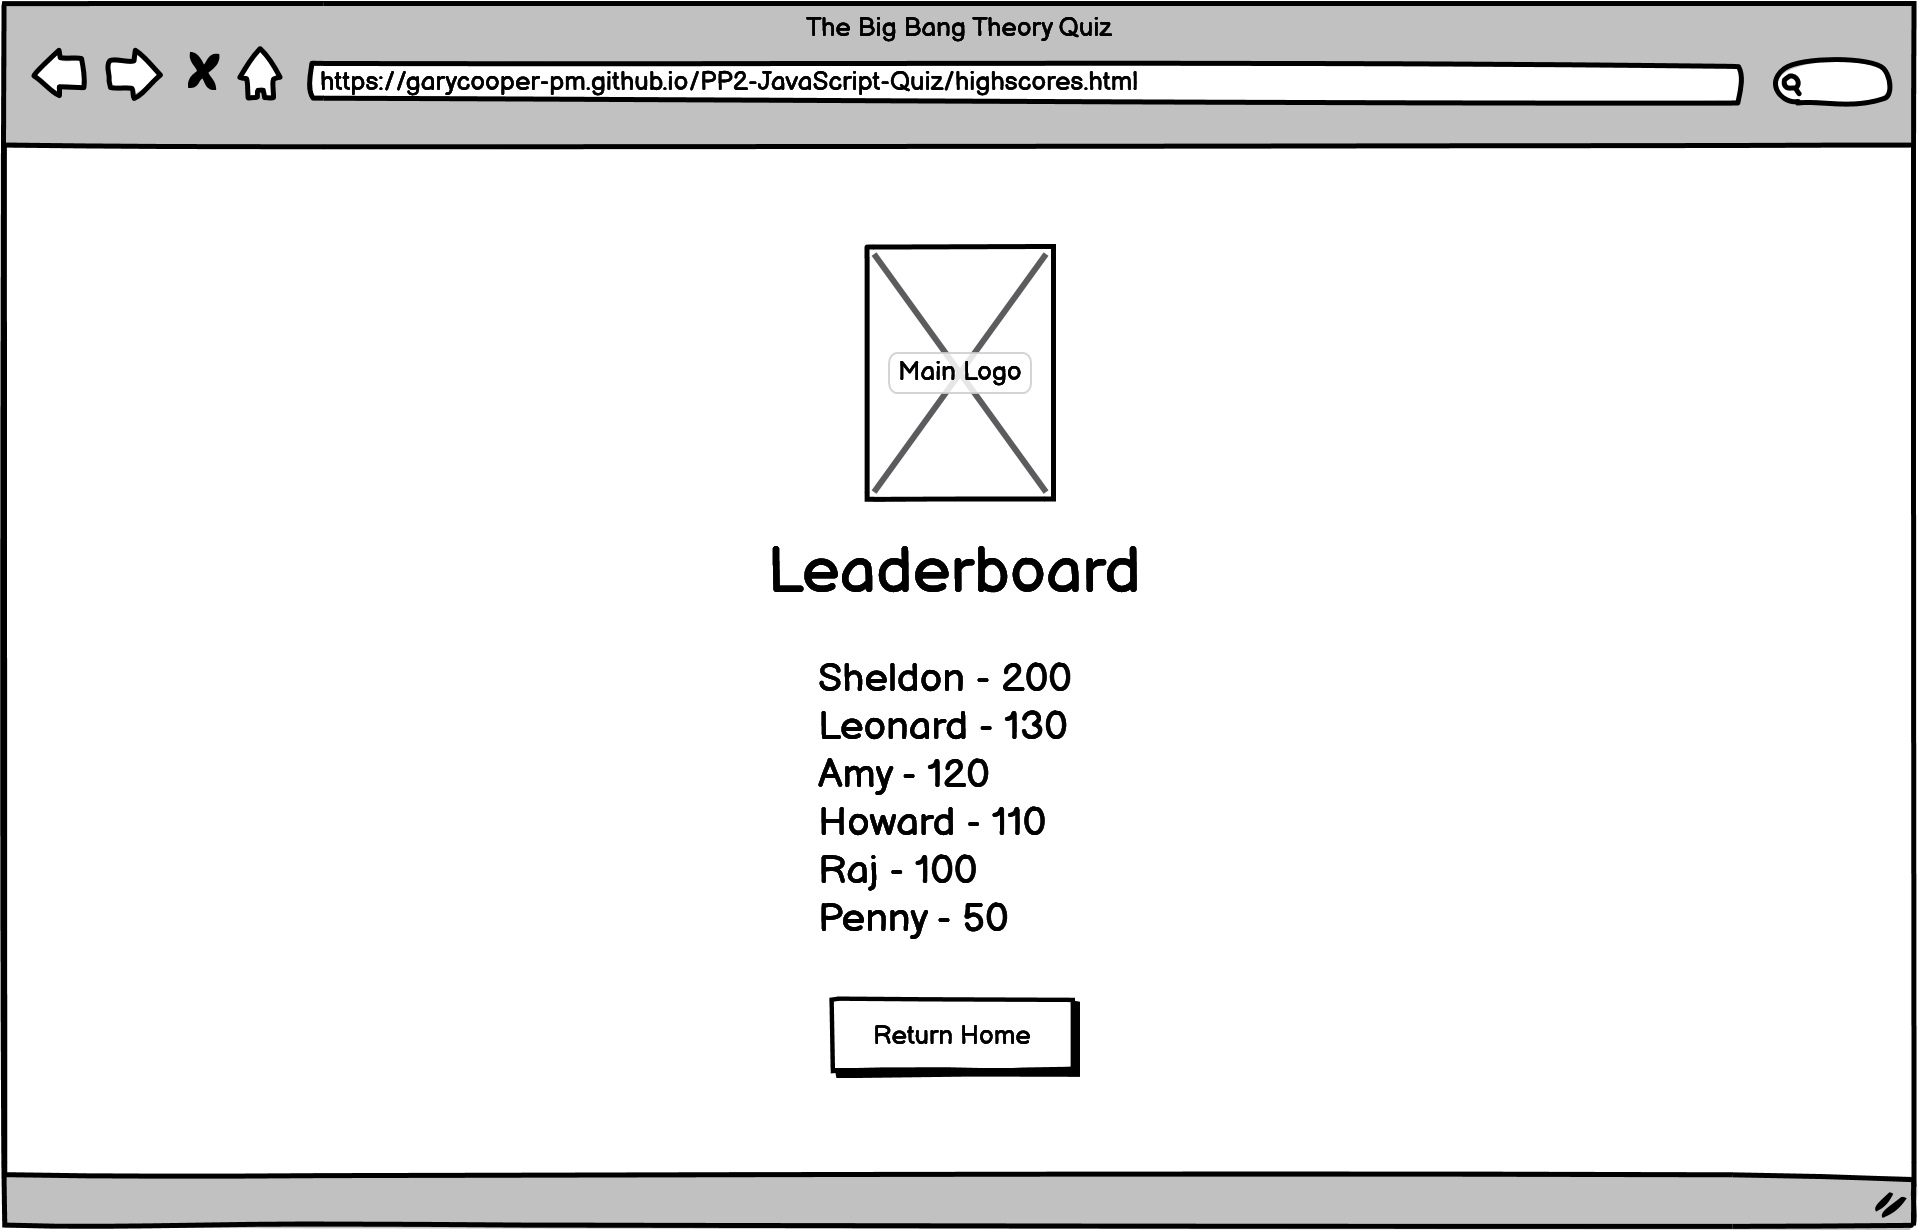 The Big Bang Theory Quiz
https://garycooper-pm.github.io/PP2-JavaScript-Quiz/highscores.html
Main Logo
Leaderboard
Sheldon - 200
Leonard - 130
Amy - 120
Howard - 110
Raj - 100
Penny - 50
Return Home